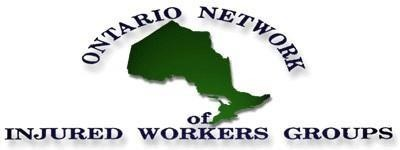 ONTARIO NETWORK
of
INJURED WORKERS GROUPS